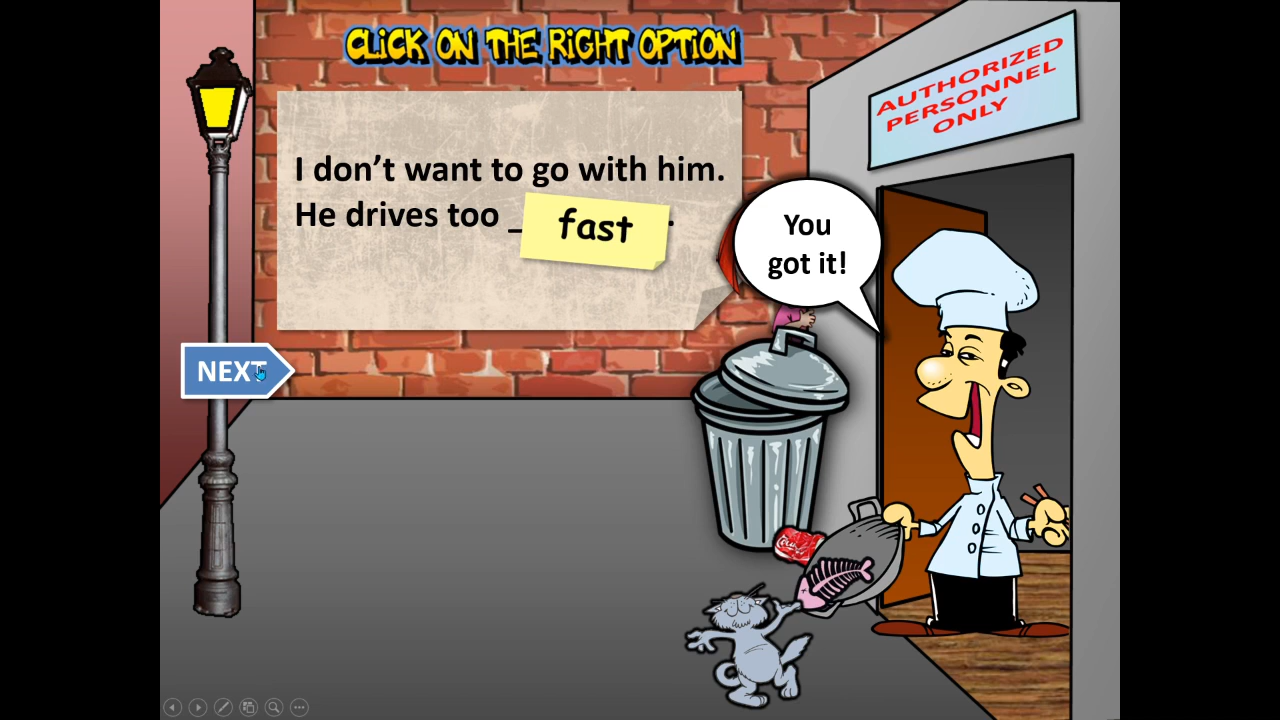 CLICK ON THE RIGHT OPTION
AUTHORIZED
PERSONNEL
ONLY
I don’t want to go with him.
He drives too _ fast .
You
got it!
NEXT